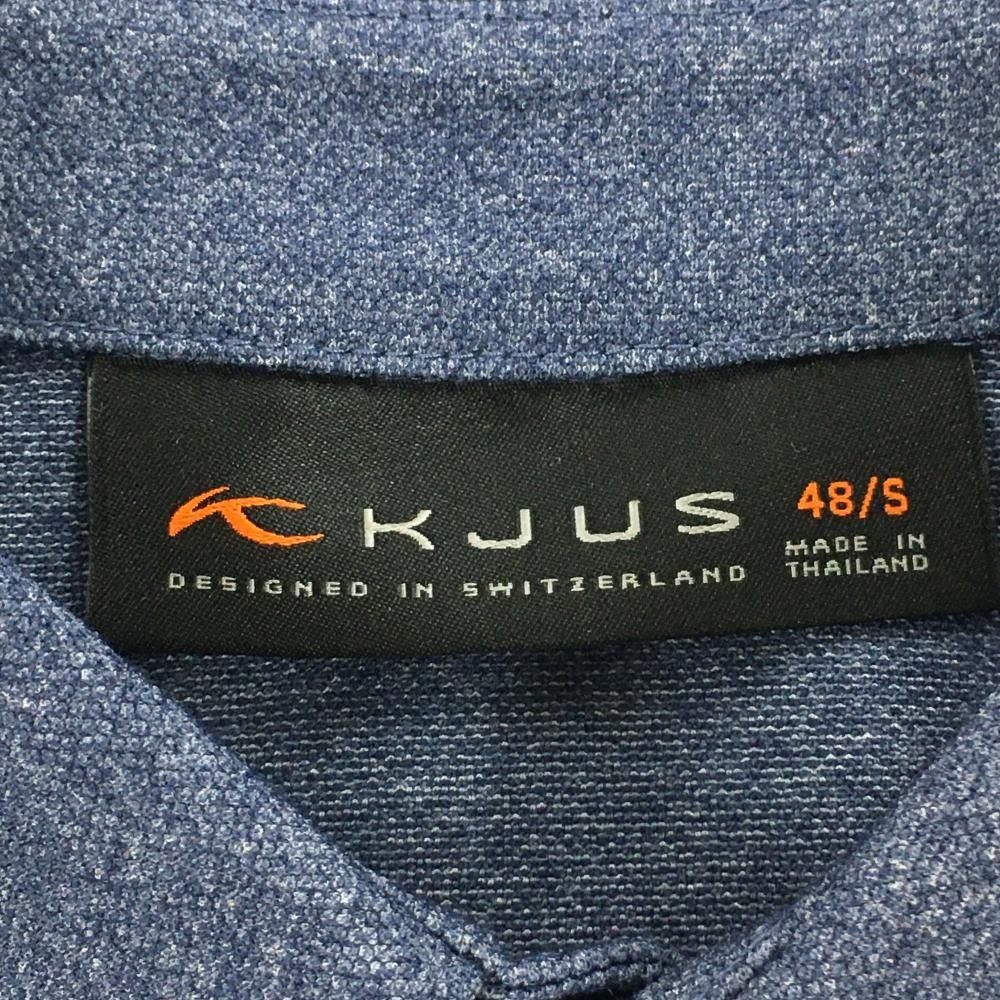 KJUS 48/S
DESIGNED IN SWITZERLAND
MADE IN
THAILAND